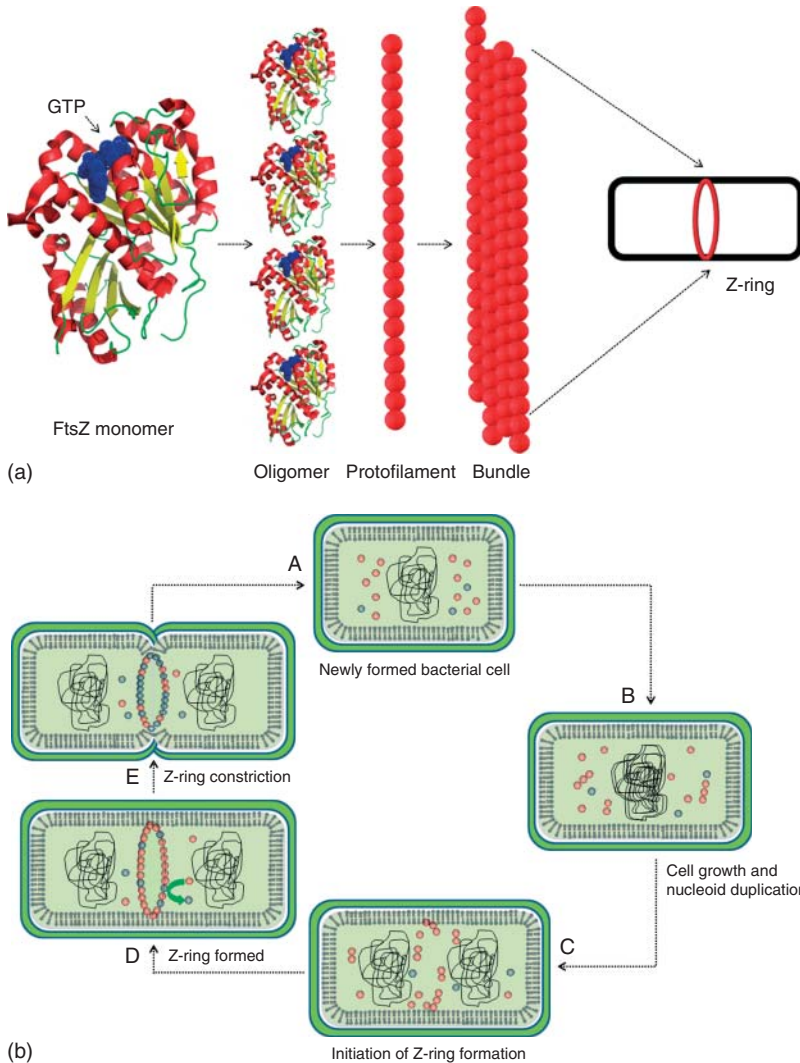 GTP
Z-ring
FtsZ monomer
Oligomer
Protofilament
Bundle
(a)
A
Newly formed bacterial cell
B
E
Z-ring constriction
Cell growth and
nucleoid duplication
D
Z-ring formed
C
Initiation of Z-ring formation
(b)